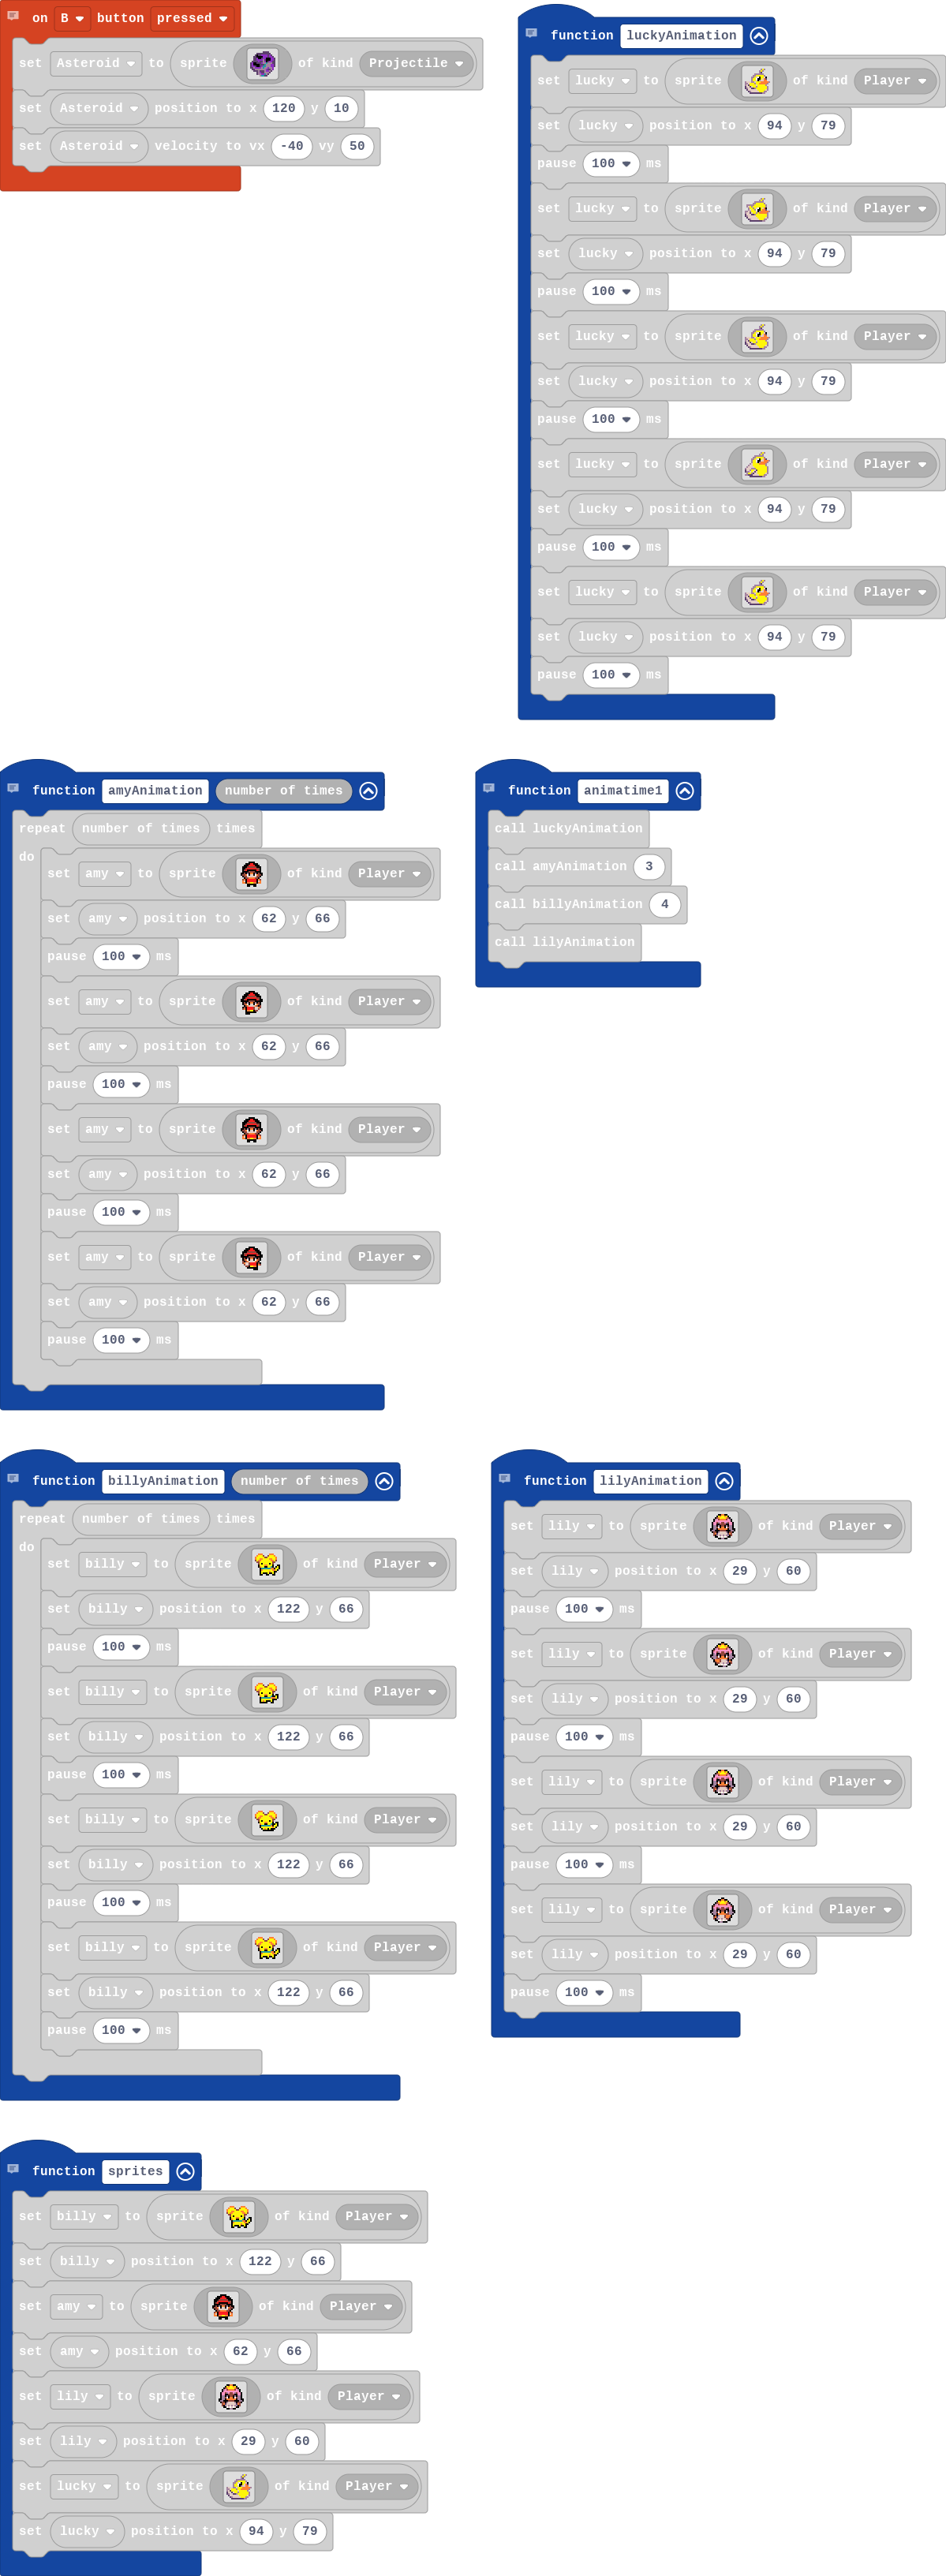 on B button pressed
set Asteroid to sprite of kind Projectile
set Asteroid position to x 120 y 10
set Asteroid velocity to vx -40 vy 50
function luckyAnimation
set lucky to sprite of kind Player
set lucky position to x 94 y 79
pause 100 ms
set lucky to sprite of kind Player
set lucky position to x 94 y 79
pause 100 ms
set lucky to sprite of kind Player
set lucky position to x 94 y 79
pause 100 ms
set lucky to sprite of kind Player
set lucky position to x 94 y 79
pause 100 ms
set lucky to sprite of kind Player
set lucky position to x 94 y 79
pause 100 ms
function amyAnimation number of times
repeat number of times times
do
set amy to sprite of kind Player
set amy position to x 62 y 66
pause 100 ms
set amy to sprite of kind Player
set amy position to x 62 y 66
pause 100 ms
set amy to sprite of kind Player
set amy position to x 62 y 66
pause 100 ms
set amy to sprite of kind Player
set amy position to x 62 y 66
pause 100 ms
function animatime1
call luckyAnimation
call amyAnimation 3
call billyAnimation 4
call lilyAnimation
function billyAnimation number of times
repeat number of times times
do
set billy to sprite of kind Player
set billy position to x 122 y 66
pause 100 ms
set billy to sprite of kind Player
set billy position to x 122 y 66
pause 100 ms
set billy to sprite of kind Player
set billy position to x 122 y 66
pause 100 ms
set billy to sprite of kind Player
set billy position to x 122 y 66
pause 100 ms
function lilyAnimation
set lily to sprite of kind Player
set lily position to x 29 y 60
pause 100 ms
set lily to sprite of kind Player
set lily position to x 29 y 60
pause 100 ms
set lily to sprite of kind Player
set lily position to x 29 y 60
pause 100 ms
set lily to sprite of kind Player
set lily position to x 29 y 60
pause 100 ms
function sprites
set billy to sprite of kind Player
set billy position to x 122 y 66
set amy to sprite of kind Player
set amy position to x 62 y 66
set lily to sprite of kind Player
set lily position to x 29 y 60
set lucky to sprite of kind Player
set lucky position to x 94 y 79